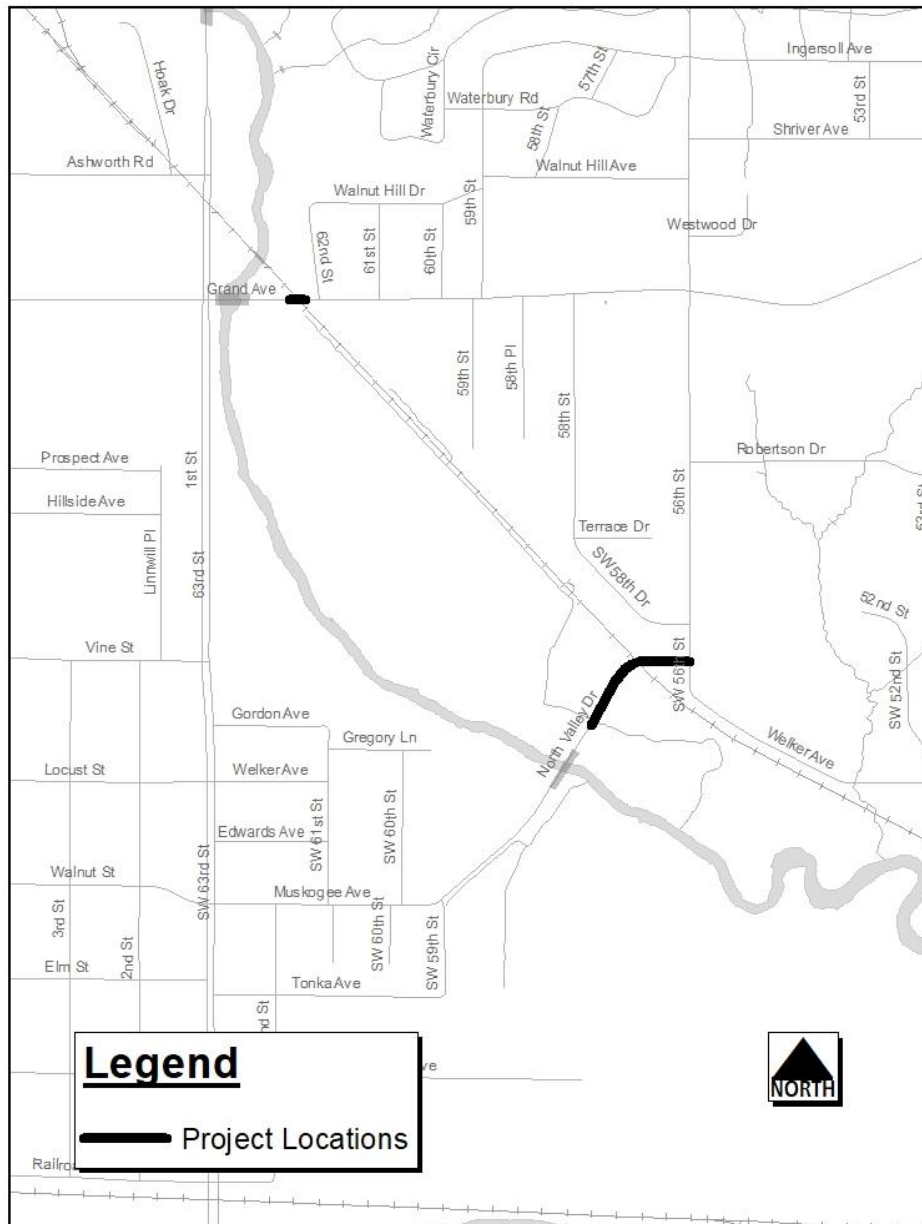 Ingersoll Ave
57th St
Waterbury Cir
Hoak Dr
Waterbury Rd
53rd St
58th St
Shriver Ave
Ashworth Rd
Walnut Hill Ave
Walnut Hill Dr
59th St
Westwood Dr
62nd St
61st St
60th St
Grand Ave
59th St
58th Pl
58th St
Robertson Dr
Prospect Ave
1st St
56th St
Hillside Ave
53rd St
Terrace Dr
Linnwill Pl
63rd St
SW 58th Dr
52nd St
Vine St
SW 56th St
SW 52nd St
Gordon Ave
North Valley Dr
Gregory Ln
Welker Ave
Locust St
Welker Ave
SW 61st St
SW 60th St
Edwards Ave
Walnut St
SW 63rd St
Muskogee Ave
3rd St
2nd St
SW 60th St
SW 59th St
Elm St
Tonka Ave
nd St
Legend
ve
NORTH
Project Locations
Railro